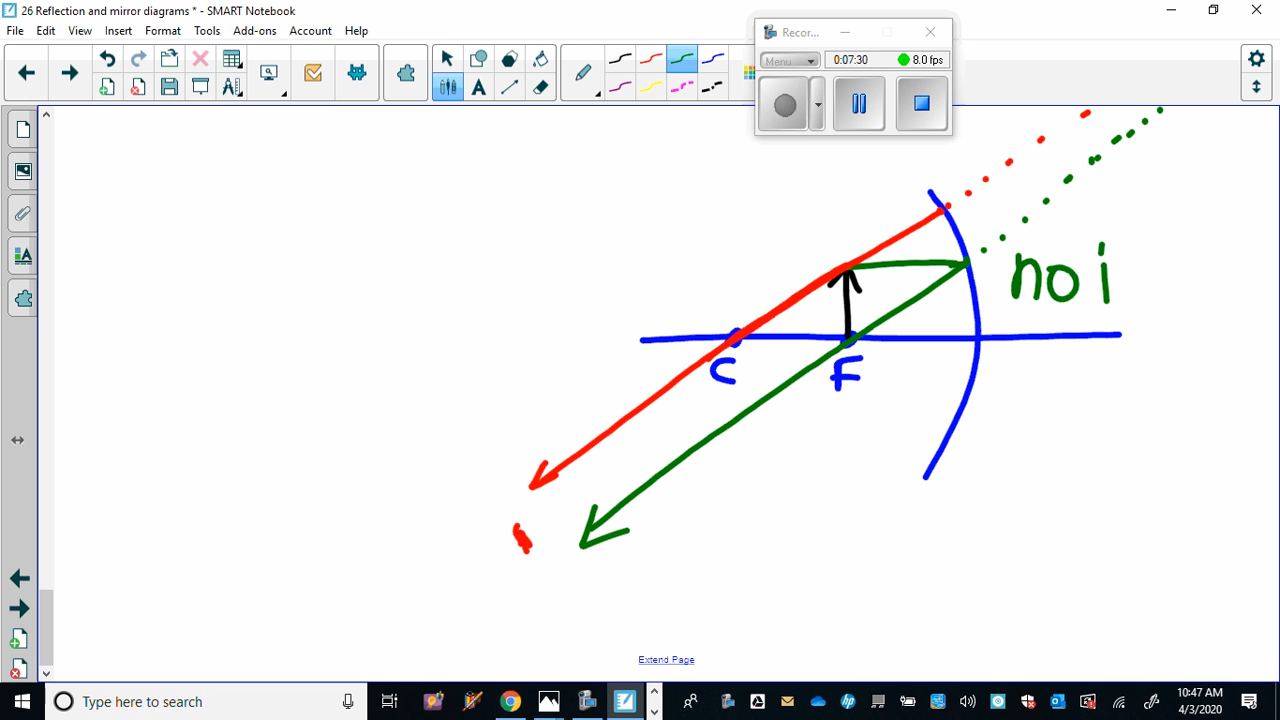 26 Reflection and mirror diagrams * - SMART Notebook
File Edit View Insert Format Tools Add-ons Account Help
Recor...
Menu 0:07:30 8.0 fps
no i
C F
Extend Page
Type here to search
10:47 AM
4/3/2020